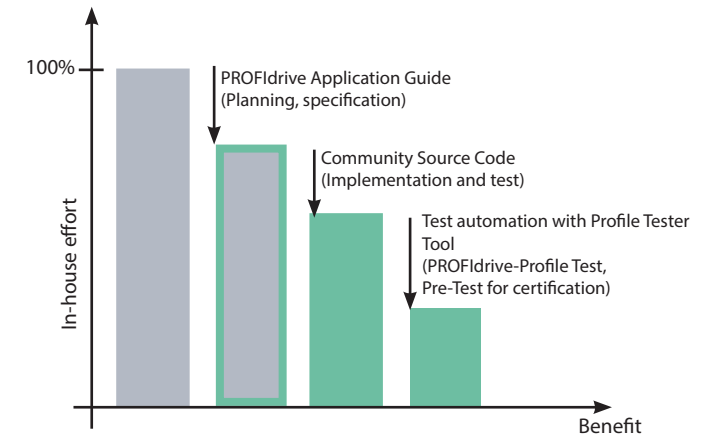 100%
PROFIdrive Application Guide
(Planning, specification)
Community Source Code
(Implementation and test)
Test automation with Profile Tester
Tool
(PROFIdrive-Profile Test,
Pre-Test for certification)
In-house effort
Benefit